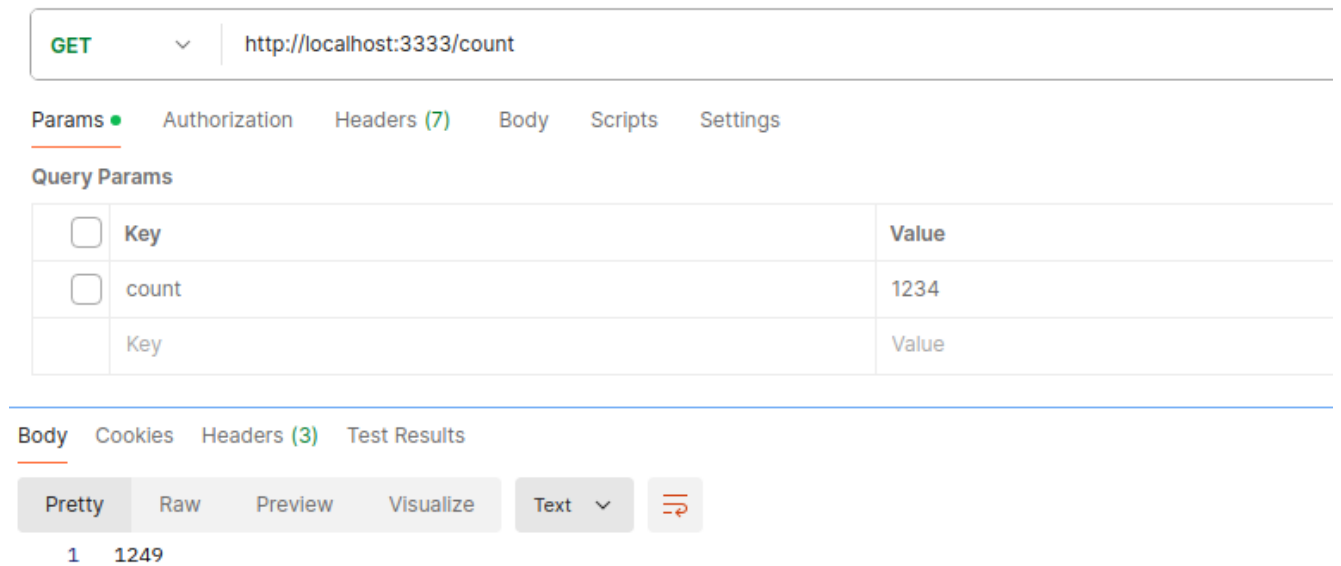 GET http://localhost:3333/count
Params Authorization Headers (7) Body Scripts Settings
Query Params
Key Value
count 1234
Key Value
Body Cookies Headers (3) Test Results
Pretty Raw Preview Visualize Text
1 1249